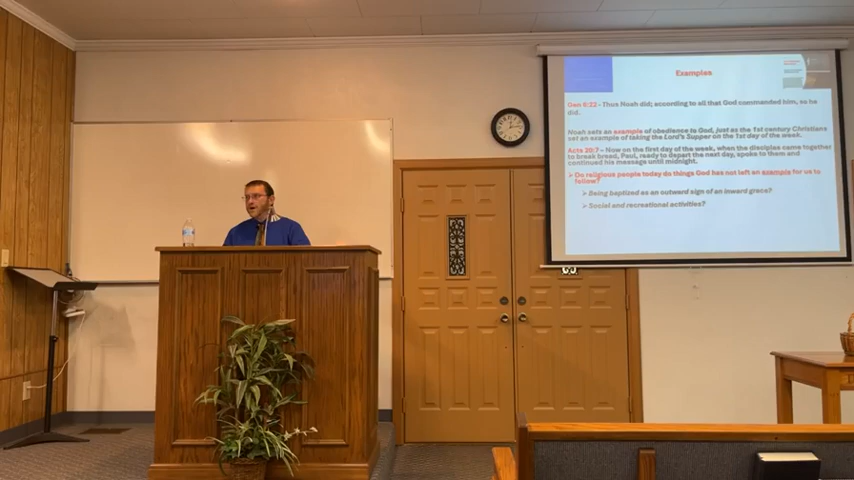 Examples
Gen 6:22 - Thus Noah did; according to all that God commanded him, so he
did.
Noah sets an example of obedience to God, just as the 1st century Christians
set an example of taking the Lord's Supper on the 1st day of the week.
Acts 20:7 – Now on the first day of the week, when the disciples came together
to break bread, Paul, ready to depart the next day, spoke to them and
continued his message until midnight.
➢ Do religious people today do things God has not left an example for us to
follow?
➢ Being baptized as an outward sign of an inward grace?
➢ Social and recreational activities?